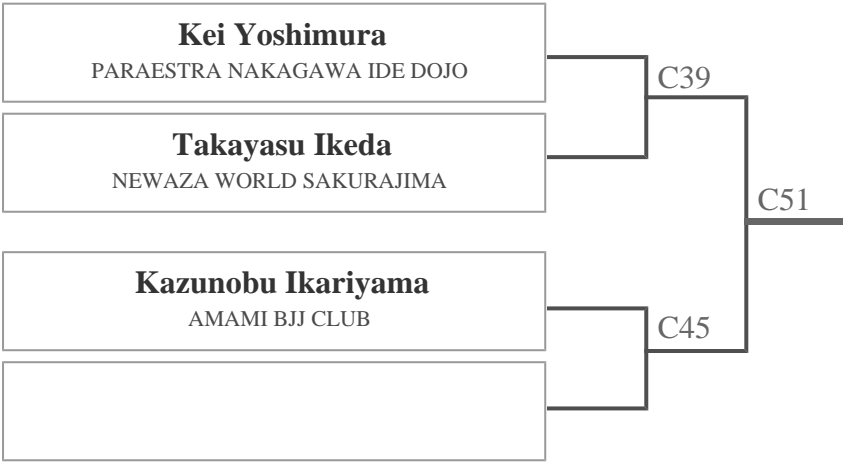 Kei Yoshimura
PARAESTRA NAKAGAWA IDE DOJO
C39
Takayasu Ikeda
NEWAZA WORLD SAKURAJIMA
C51
Kazunobu Ikariyama
AMAMI BJJ CLUB
C45